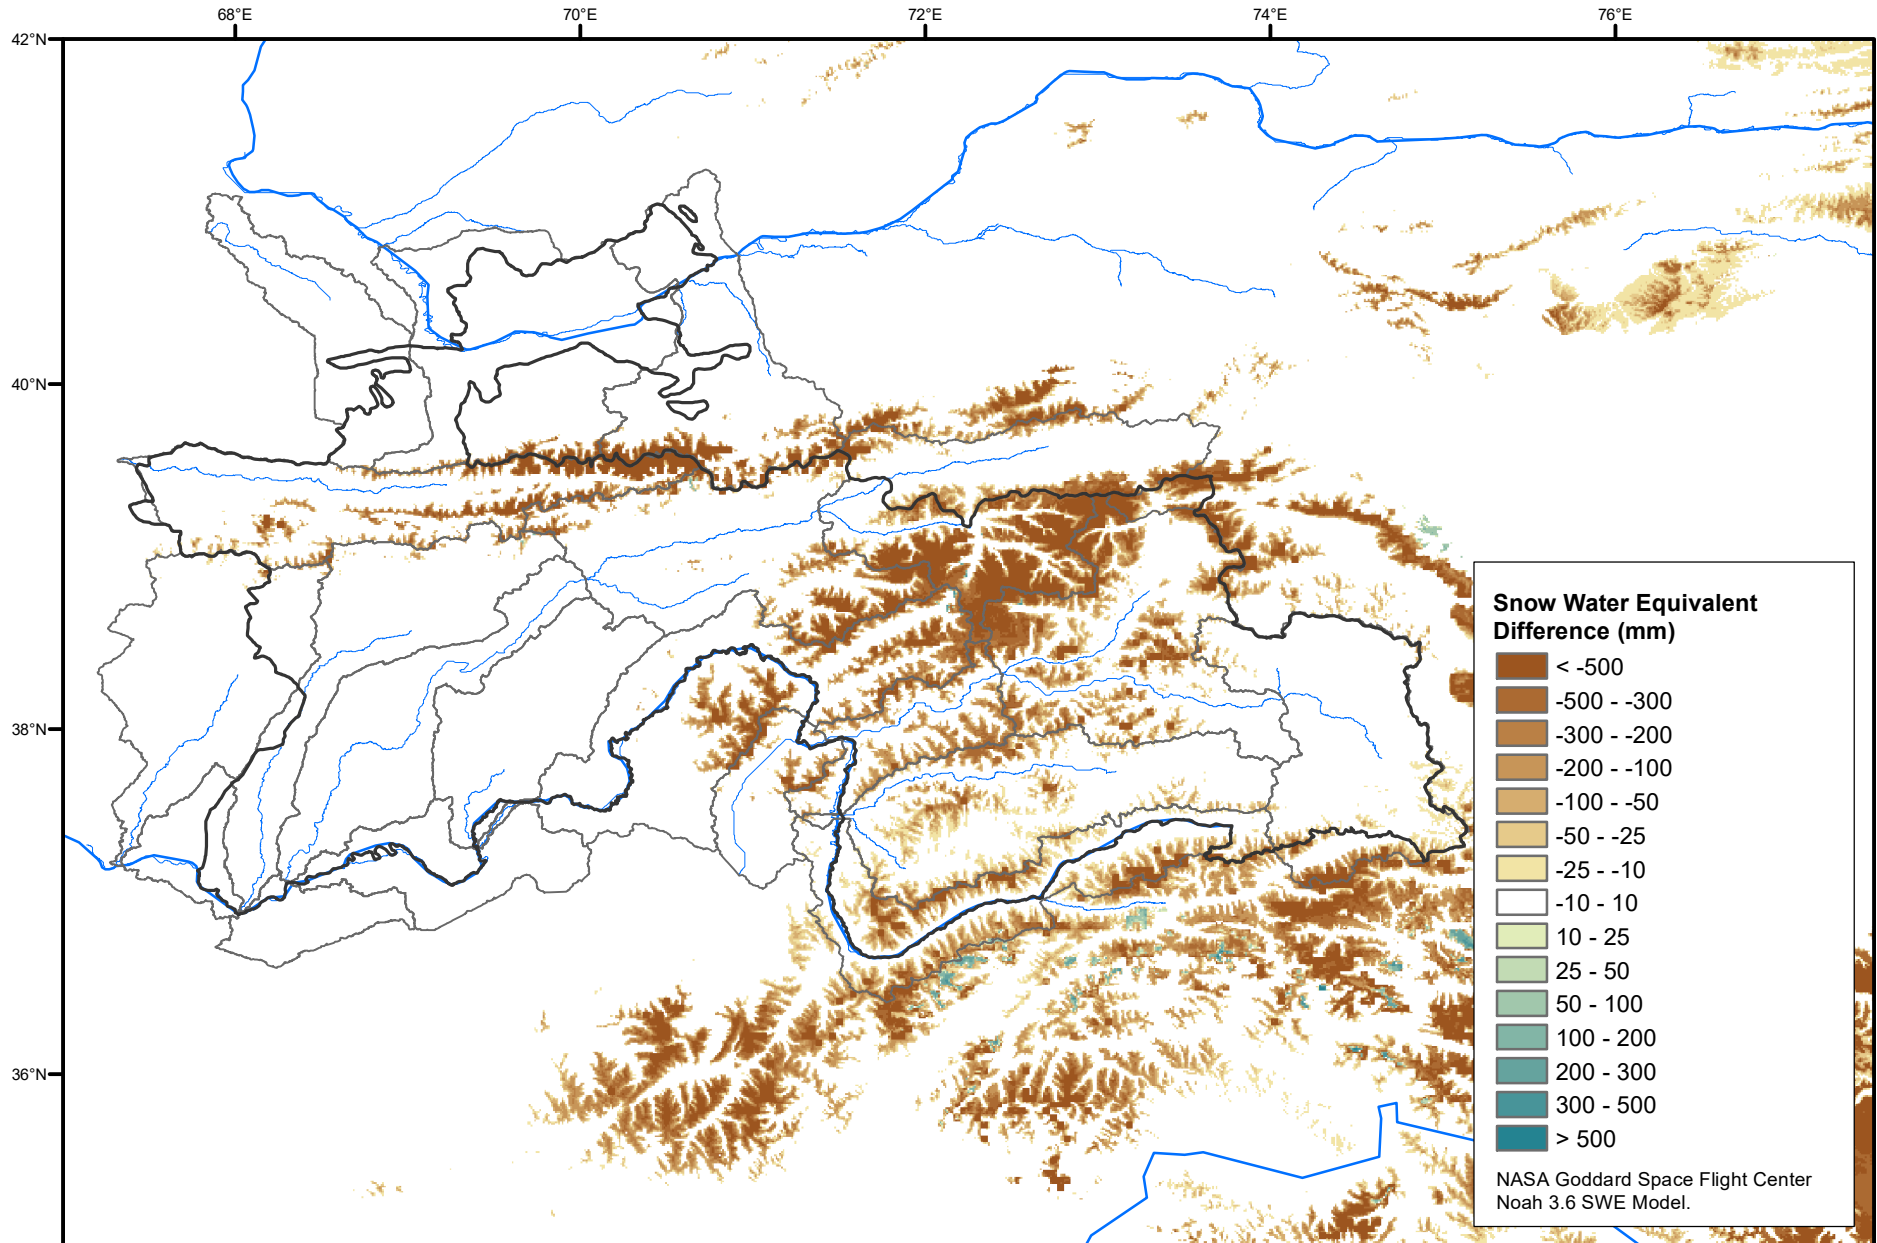 68°E
70°E
72°E
74°E
76°E
42°N
40°N
38°N
36°N
Snow Water Equivalent
Difference (mm)
< -500
-500 - -300
-300 - -200
-200 - -100
-100 - -50
-50 - -25
-25 - -10
-10 - 10
10 - 25
25 - 50
50 - 100
100 - 200
200 - 300
300 - 500
> 500
NASA Goddard Space Flight Center
Noah 3.6 SWE Model.